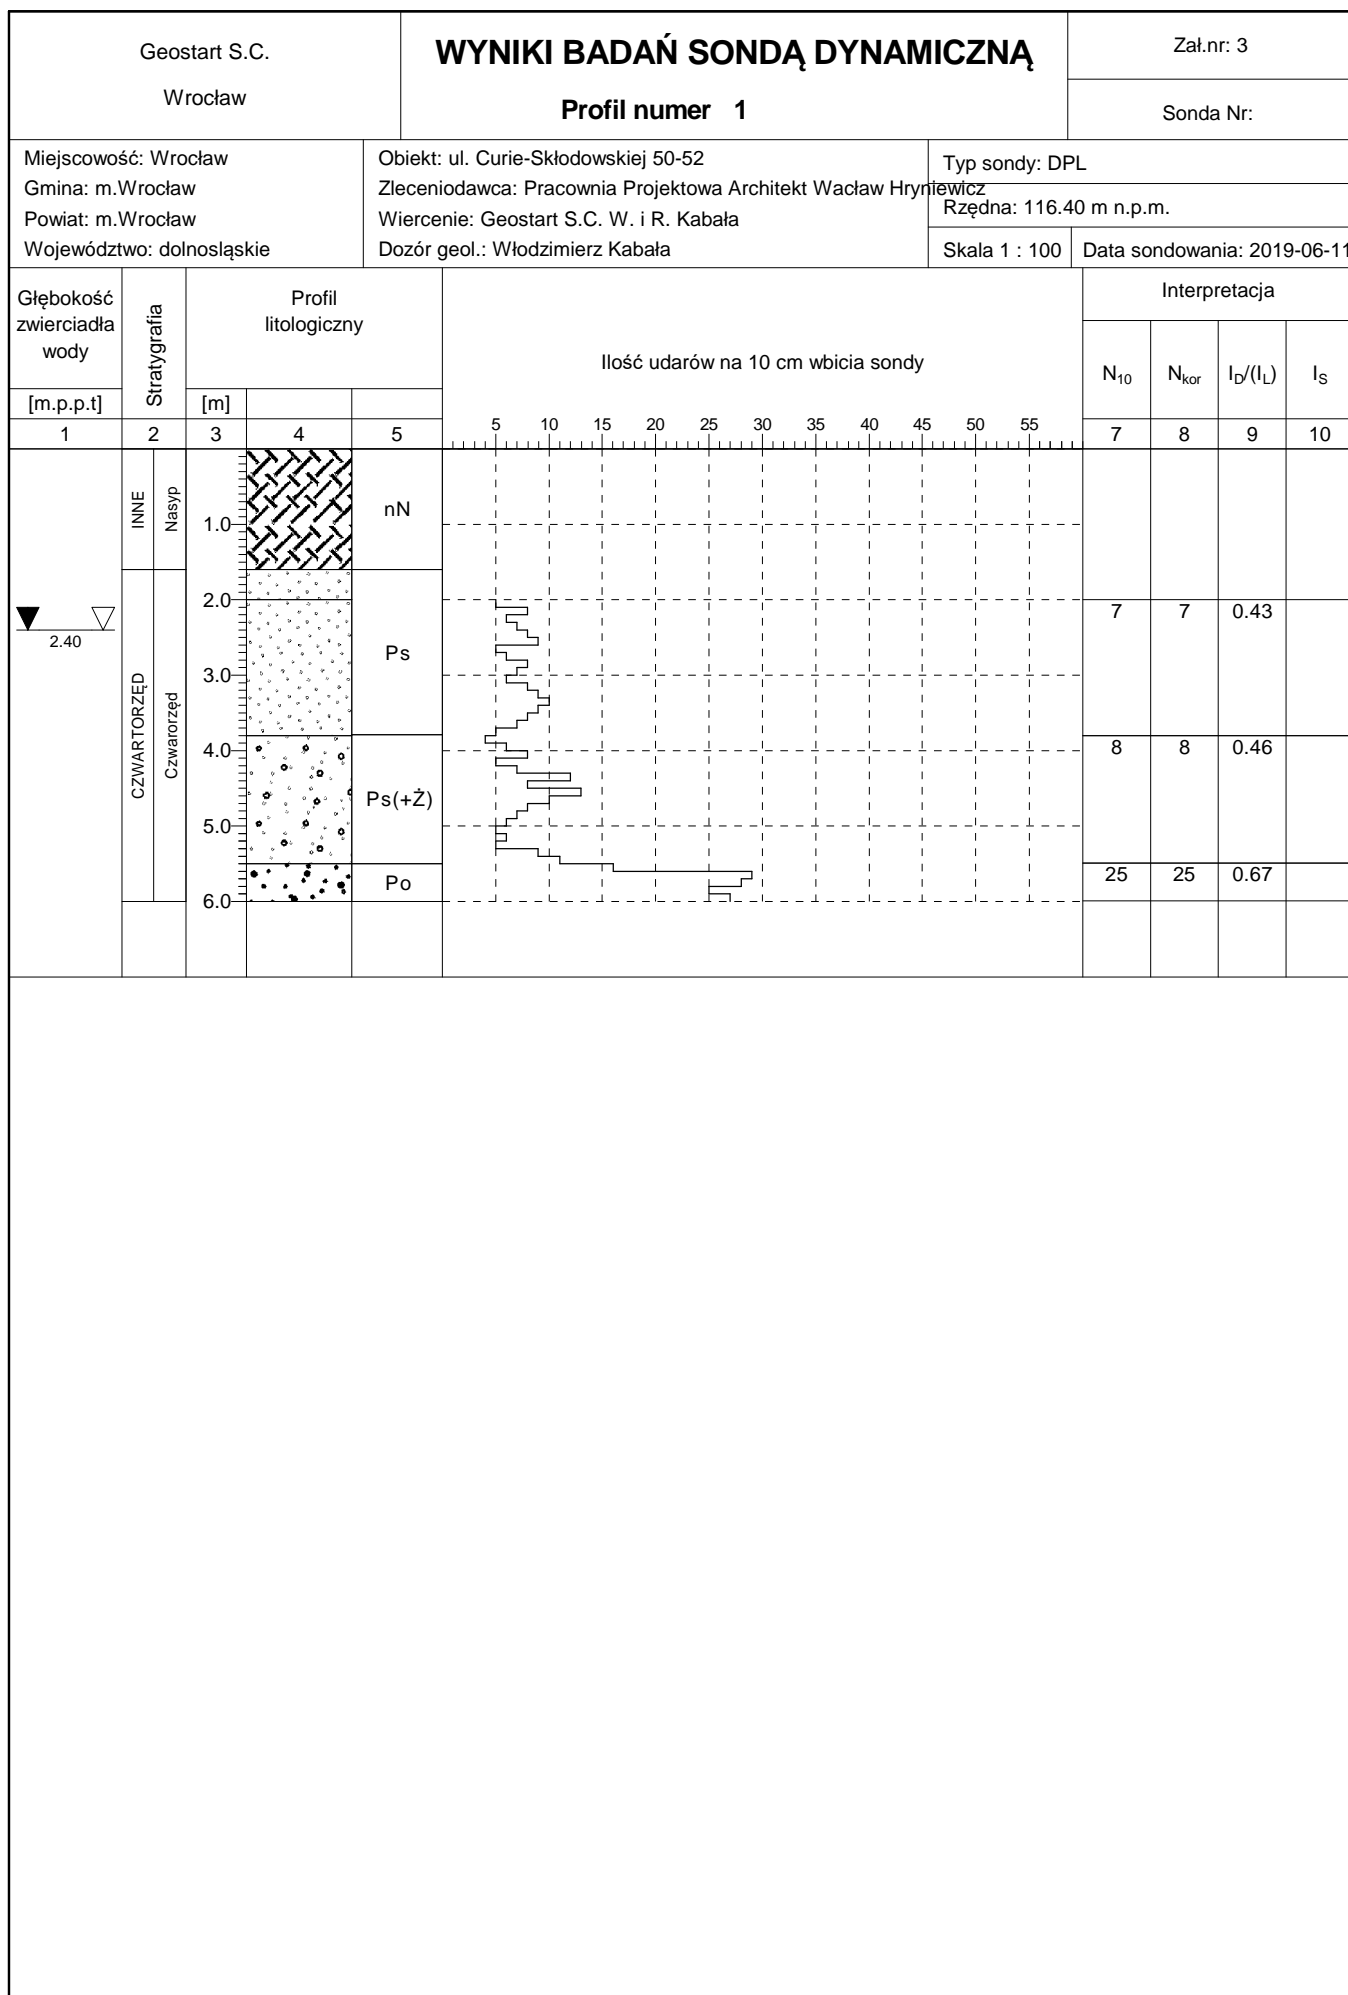 Geostart S.C.
Wrocław
WYNIKI BADAŃ SONDĄ DYNAMICZNĄ
Profil numer 1
Zał.nr: 3
Sonda Nr:
Miejscowość: Wrocław
Gmina: m.Wrocław
Powiat: m.Wrocław
Województwo: dolnosląskie
Obiekt: ul. Curie-Skłodowskiej 50-52
Zleceniodawca: Pracownia Projektowa Architekt Wacław Hryniewicz
Wiercenie: Geostart S.C. W. i R. Kabała
Dozór geol.: Włodzimierz Kabała
Typ sondy: DPL
Rzędna: 116.40 m n.p.m.
Skala 1 : 100
Data sondowania: 2019-06-11
Głębokość
zwierciadła
wody
[m.p.p.t]
Stratygrafia
Profil
litologiczny
[m]
Ilość udarów na 10 cm wbicia sondy
Interpretacja
N10
Nkor
ID/(IL)
IS
1 2 3 4 5
5 10 15 20 25 30 35 40 45 50 55
7 8 9 10
INNE
Nasyp
1.0
nN
2.0
2.40
Ps
7 7 0.43
3.0
CZWARTORZĘD
Czwarorzęd
4.0
Ps(+Ż)
8 8 0.46
5.0
Po
25 25 0.67
6.0